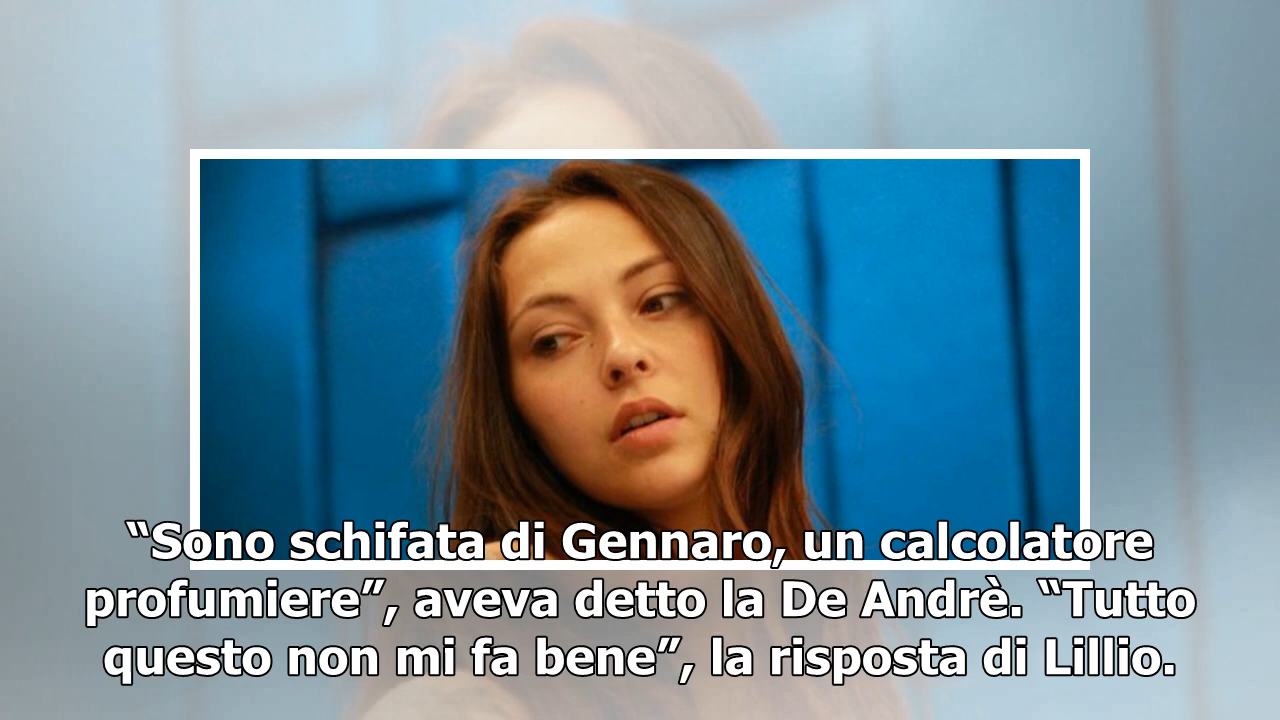 “Sono schifata di Gennaro, un calcolatore
profumiere”, aveva detto la De Andrè. “Tutto
questo non mi fa bene”, la risposta di Lillio.